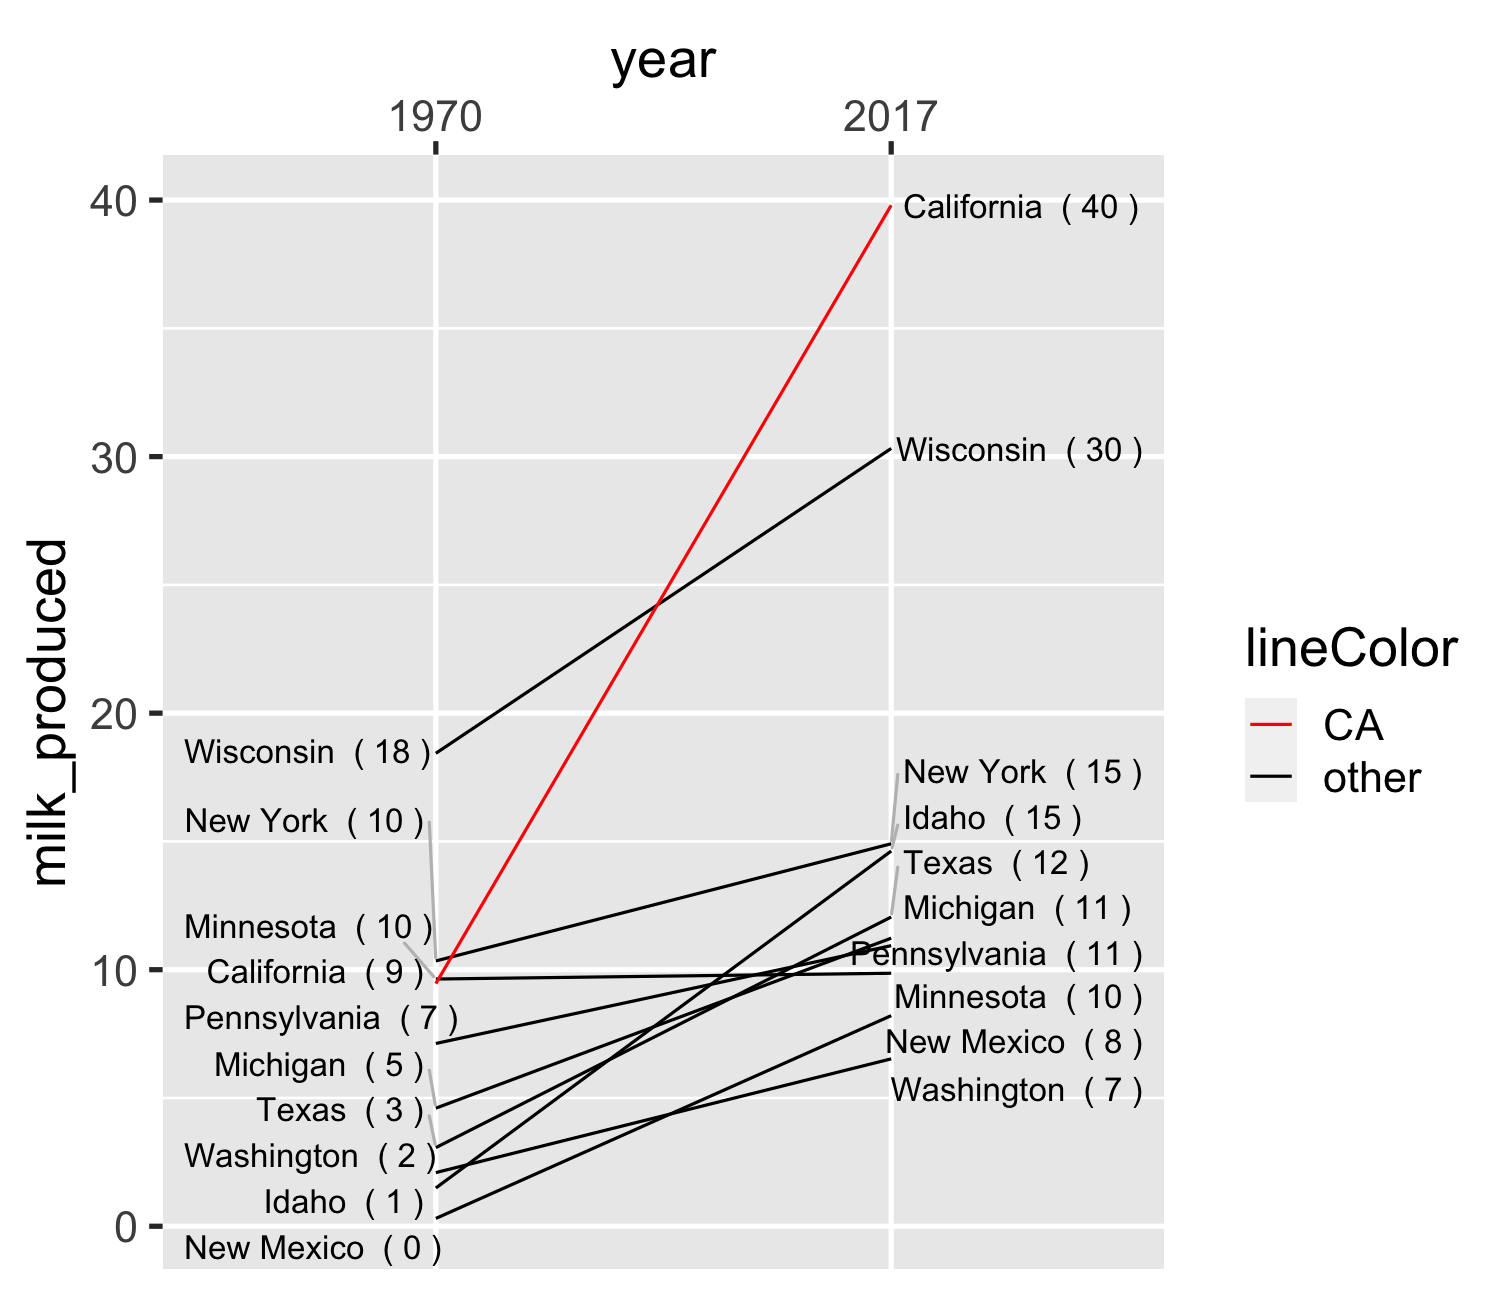 year
1970
2017
40
California ( 40 )
30
Wisconsin ( 30 )
milk_produced
20
Wisconsin ( 18 )
New York ( 10 )
Minnesota ( 10 )
10
California ( 9 )
Pennsylvania ( 7 )
Michigan ( 5 )
Texas ( 3 )
Washington ( 2 )
Idaho ( 1 )
0
New Mexico ( 0 )
New York ( 15 )
Idaho ( 15 )
Texas ( 12 )
Michigan ( 11 )
Pennsylvania ( 11 )
Minnesota ( 10 )
New Mexico ( 8 )
Washington ( 7 )
lineColor
CA
other